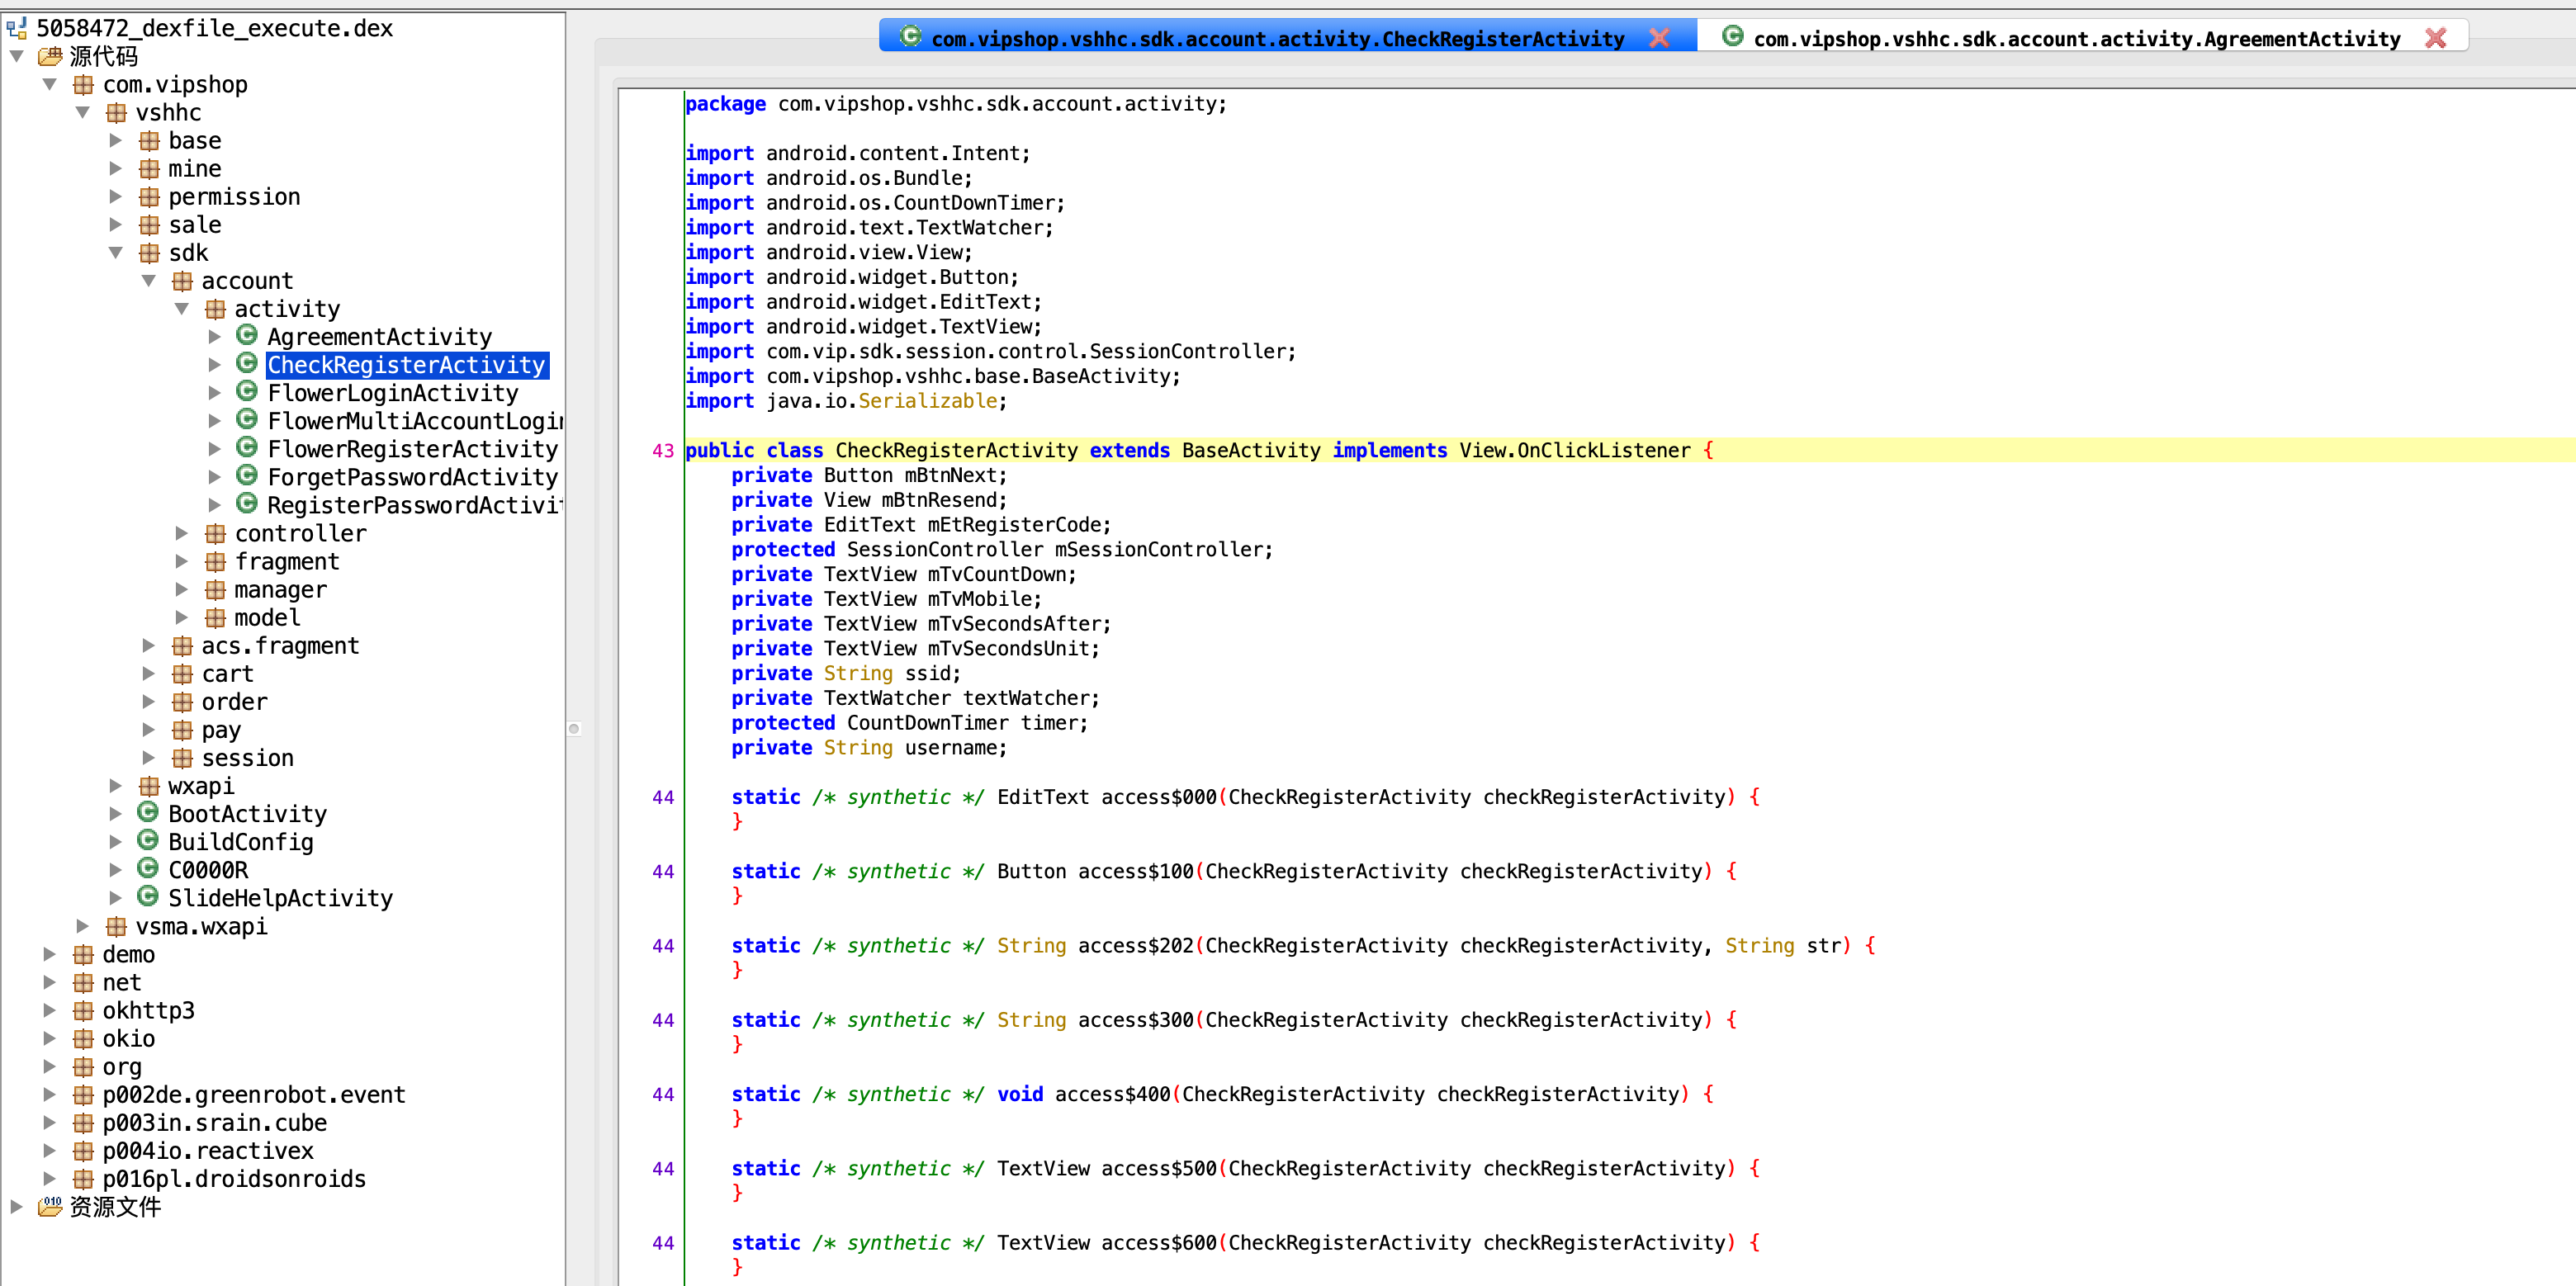 5058472_dexfile_execute.dex
源代码
com.vipshop
vshhc
base
mine
permission
sale
sdk
account
activity
AgreementActivity
CheckRegisterActivity
FlowerLoginActivity
FlowerMultiAccountLogin
FlowerRegisterActivity
ForgetPasswordActivity
RegisterPasswordActivit
controller
fragment
manager
model
acs.fragment
cart
order
pay
session
wxapi
BootActivity
BuildConfig
C0000R
SlideHelpActivity
vsma.wxapi
demo
net
okhttp3
okio
org
p002de.greenrobot.event
p003in.srain.cube
p004io.reactivex
p016pl.droidsonroids
资源文件
com.vipshop.vshhc.sdk.account.activity.CheckRegisterActivity
com.vipshop.vshhc.sdk.account.activity.AgreementActivity
package com.vipshop.vshhc.sdk.account.activity;
import android.content.Intent;
import android.os.Bundle;
import android.os.CountDownTimer;
import android.text.TextWatcher;
import android.view.View;
import android.widget.Button;
import android.widget.EditText;
import android.widget.TextView;
import com.vip.sdk.session.control.SessionController;
import com.vipshop.vshhc.base.BaseActivity;
import java.io.Serializable;
43 public class CheckRegisterActivity extends BaseActivity implements View.OnClickListener {
private Button mBtnNext;
private View mBtnResend;
private EditText mEtRegisterCode;
protected SessionController mSessionController;
private TextView mTvCountDown;
private TextView mTvMobile;
private TextView mTvSecondsAfter;
private TextView mTvSecondsUnit;
private String ssid;
private TextWatcher textWatcher;
protected CountDownTimer timer;
private String username;
44 static /* synthetic */ EditText access$000(CheckRegisterActivity checkRegisterActivity) {
}
44 static /* synthetic */ Button access$100(CheckRegisterActivity checkRegisterActivity) {
}
44 static /* synthetic */ String access$202(CheckRegisterActivity checkRegisterActivity, String str) {
}
44 static /* synthetic */ String access$300(CheckRegisterActivity checkRegisterActivity) {
}
44 static /* synthetic */ void access$400(CheckRegisterActivity checkRegisterActivity) {
}
44 static /* synthetic */ TextView access$500(CheckRegisterActivity checkRegisterActivity) {
}
44 static /* synthetic */ TextView access$600(CheckRegisterActivity checkRegisterActivity) {
}